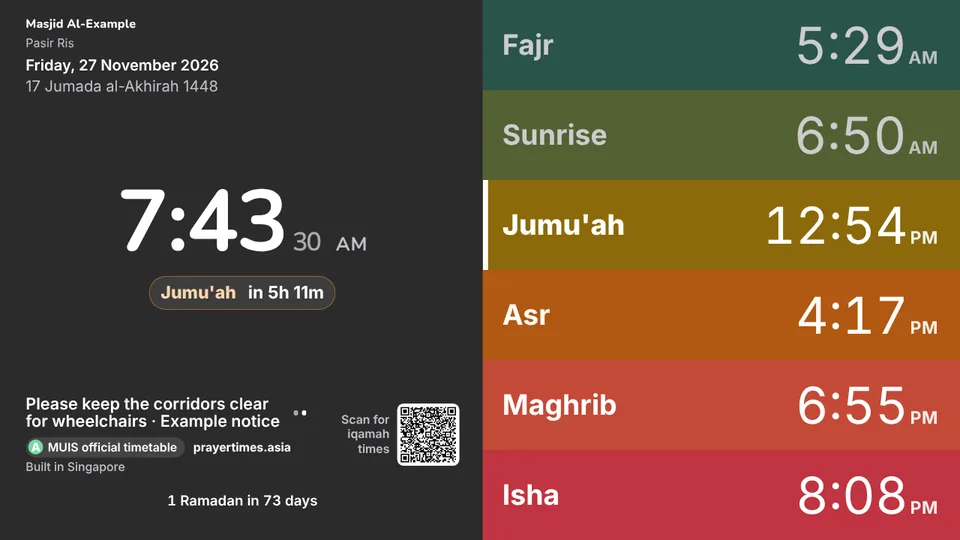 Masjid Al-Example
Pasir Ris
Friday, 27 November 2026
17 Jumada al-Akhirah 1448
7:43 30 AM
Jumu'ah in 5h 11m
Please keep the corridors clear
for wheelchairs · Example notice
Scan for
iqamah
times
A MUIS official timetable prayertimes.asia
Built in Singapore
1 Ramadan in 73 days
Fajr 5:29 AM
Sunrise 6:50 AM
Jumu'ah 12:54 PM
Asr 4:17 PM
Maghrib 6:55 PM
Isha 8:08 PM